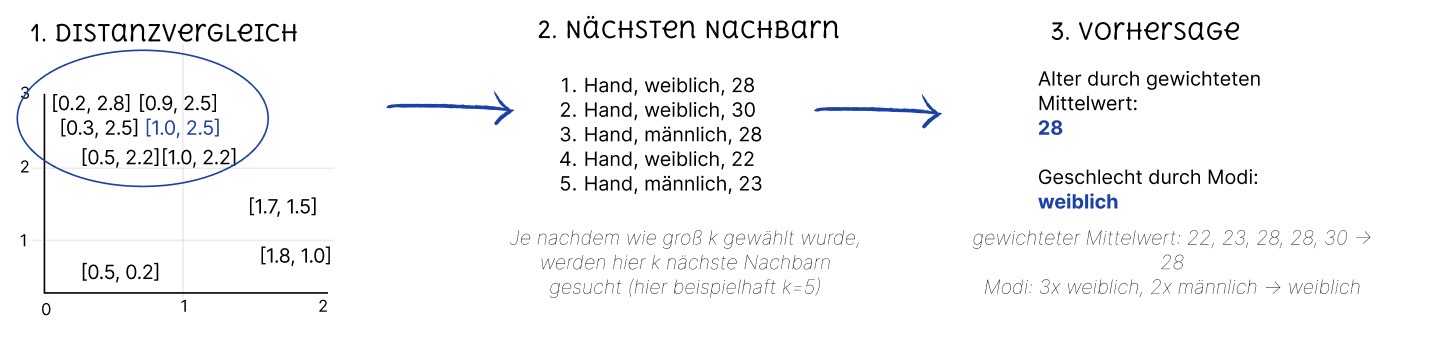 1. Distanzvergleich
3
[0.2, 2.8] [0.9, 2.5]
[0.3, 2.5] [1.0, 2.5]
[0.5, 2.2][1.0, 2.2]
2
[1.7, 1.5]
1
[1.8, 1.0]
[0.5, 0.2]
0
1
2
2. Nächsten Nachbarn
1. Hand, weiblich, 28
2. Hand, weiblich, 30
3. Hand, männlich, 28
4. Hand, weiblich, 22
5. Hand, männlich, 23
Je nachdem wie groß k gewählt wurde,
werden hier k nächste Nachbarn
gesucht (hier beispielhaft k=5)
3. Vorhersage
Alter durch gewichteten
Mittelwert:
28
Geschlecht durch Modi:
weiblich
gewichteter Mittelwert: 22, 23, 28, 28, 30 →
28
Modi: 3x weiblich, 2x männlich → weiblich